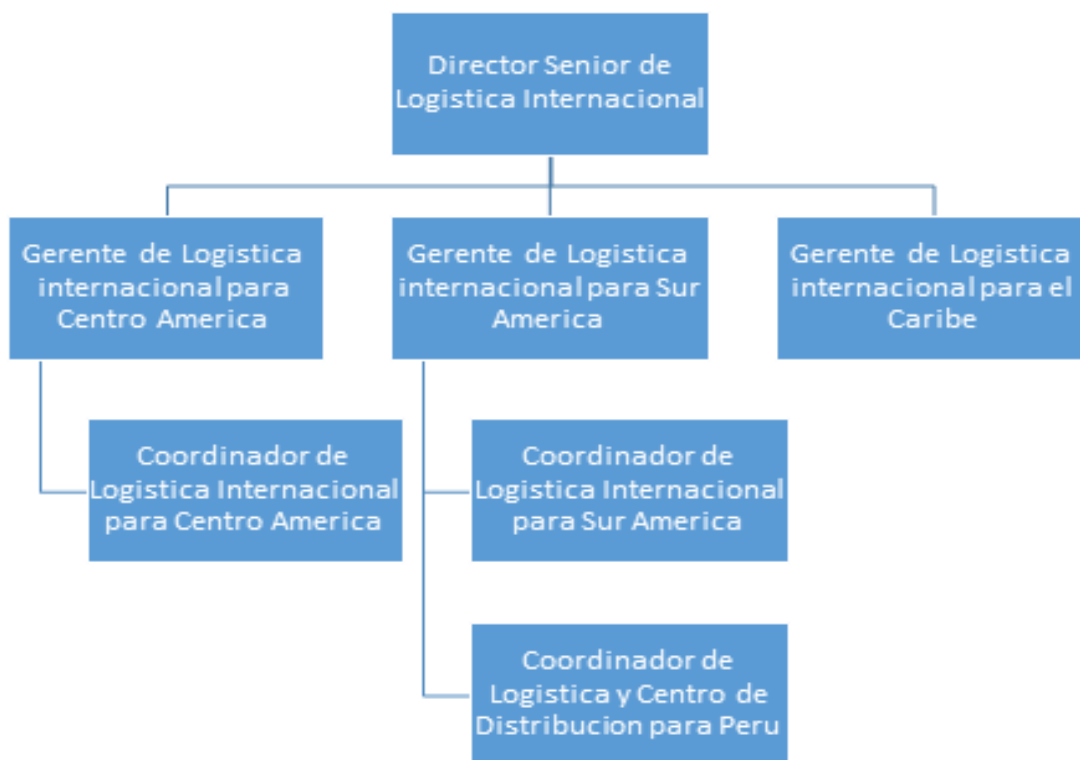 Director Senior de
Logistica Internacional
Gerente de Logistica
internacional para
Centro America
Gerente de Logistica
internacional para Sur
America
Gerente de Logistica
internacional para el
Caribe
Coordinador de
Logistica Internacional
para Centro America
Coordinador de
Logistica Internacional
para Sur America
Coordinador de
Logistica y Centro de
Distribucion para Peru